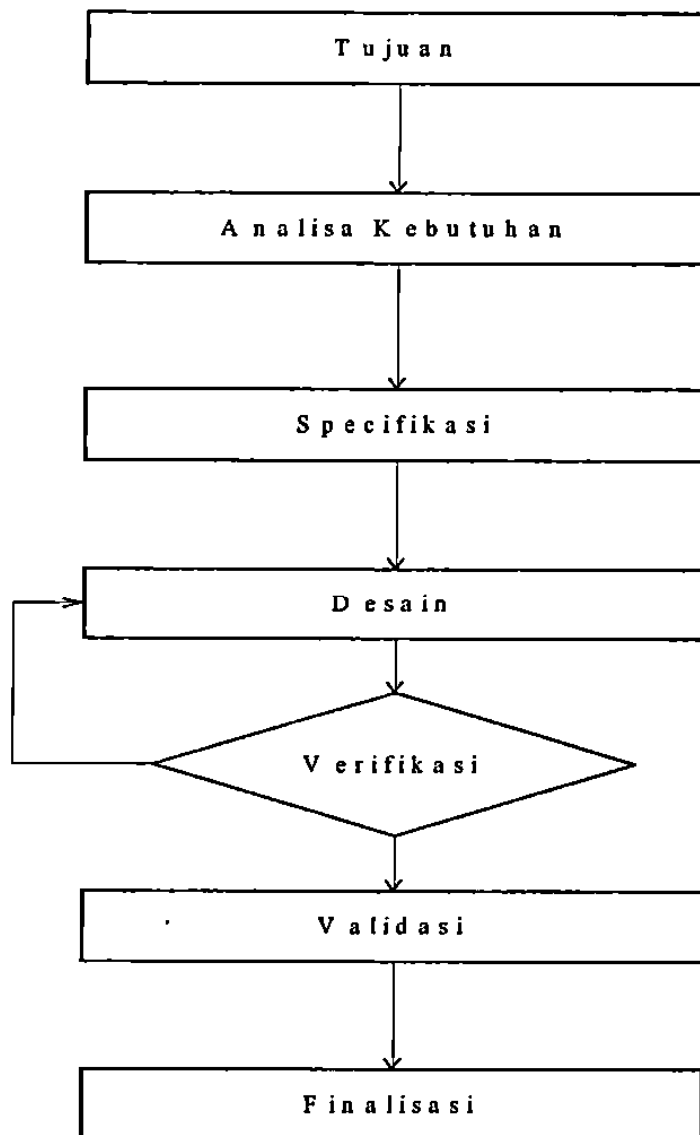 Tujuan
Analisa Kebutuhan
Specifikasi
Desain
Verifikasi
Validasi
Finalisasi